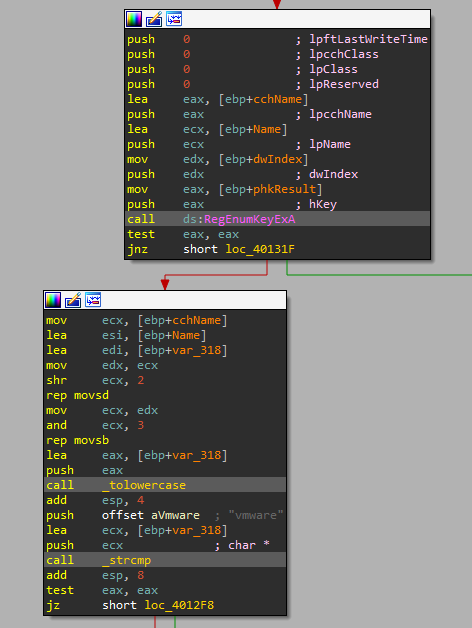 push 0 ; lpftLastWriteTime
push 0 ; lpcchClass
push 0 ; lpClass
push 0 ; lpReserved
lea eax, [ebp+cchName]
push eax ; lpcchName
lea ecx, [ebp+Name]
push ecx ; lpName
mov edx, [ebp+dwIndex]
push edx ; dwIndex
mov eax, [ebp+phkResult]
push eax ; hKey
call ds:RegEnumKeyExA
test eax, eax
jnz short loc_40131F
mov ecx, [ebp+cchName]
lea esi, [ebp+Name]
lea edi, [ebp+var_318]
mov edx, ecx
shr ecx, 2
rep movsd
mov ecx, edx
and ecx, 3
rep movsb
lea eax, [ebp+var_318]
push eax
call _tolowercase
add esp, 4
push offset aVmware ; "vmware"
lea ecx, [ebp+var_318]
push ecx ; char *
call _strcmp
add esp, 8
test eax, eax
jz short loc_4012F8